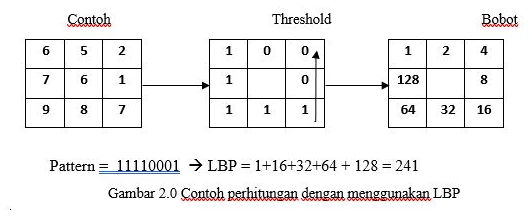 Contoh Threshold Bobot
6 5 2 1 0 0 1 2 4
7 6 1 1 0 128 8
9 8 7 1 1 1 64 32 16
Pattern = 11110001 → LBP = 1+16+32+64 + 128 = 241
Gambar 2.0 Contoh perhitungan dengan menggunakan LBP